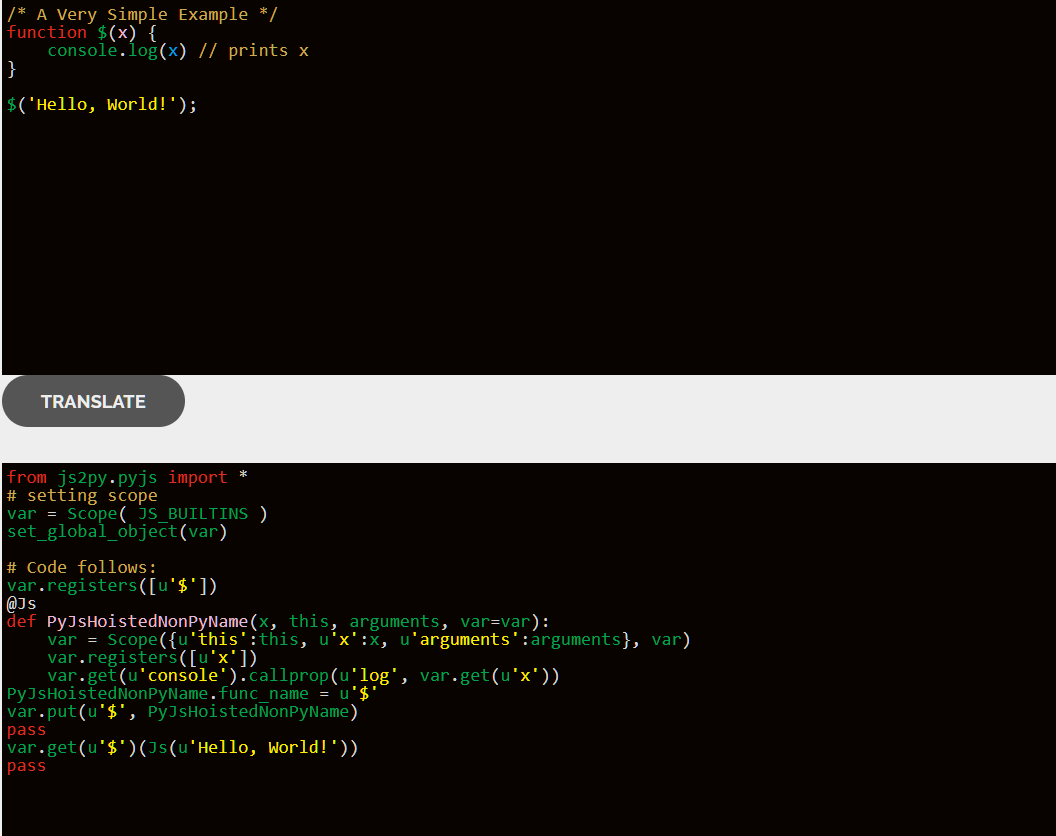 /* A Very Simple Example */
function $(x) {
    console.log(x) // prints x
}
$('Hello, World!');
TRANSLATE
from js2py.pyjs import *
# setting scope
var = Scope( JS_BUILTINS )
set_global_object(var)
# Code follows:
var.registers([u'$'])
@Js
def PyJsHoistedNonPyName(x, this, arguments, var=var):
    var = Scope({u'this':this, u'x':x, u'arguments':arguments}, var)
    var.registers([u'x'])
    var.get(u'console').callprop(u'log', var.get(u'x'))
PyJsHoistedNonPyName.func_name = u'$'
var.put(u'$', PyJsHoistedNonPyName)
pass
var.get(u'$')(Js(u'Hello, World!'))
pass